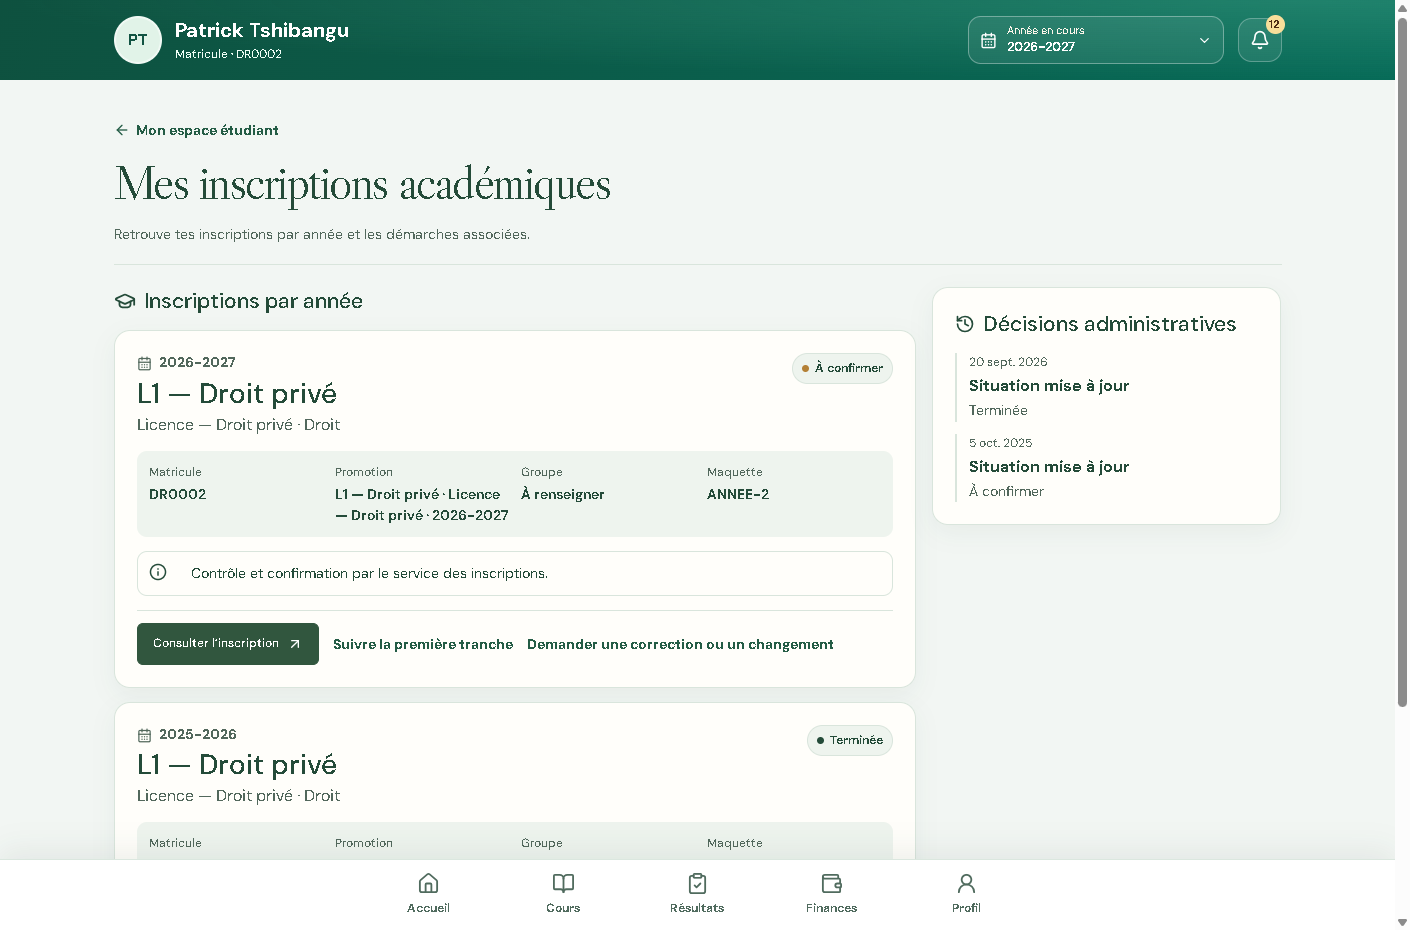 PT
Patrick Tshibangu
Matricule · DR0002
Année en cours
2026-2027
12
Mon espace étudiant
Mes inscriptions académiques
Retrouve tes inscriptions par année et les démarches associées.
Inscriptions par année
2026-2027
À confirmer
L1 — Droit privé
Licence — Droit privé · Droit
Matricule
DR0002
Promotion
L1 — Droit privé · Licence
— Droit privé · 2026-2027
Groupe
À renseigner
Maquette
ANNEE-2
Contrôle et confirmation par le service des inscriptions.
Consulter l'inscription
Suivre la première tranche
Demander une correction ou un changement
2025-2026
Terminée
L1 — Droit privé
Licence — Droit privé · Droit
Matricule
Promotion
Groupe
Maquette
Décisions administratives
20 sept. 2026
Situation mise à jour
Terminée
5 oct. 2025
Situation mise à jour
À confirmer
Accueil
Cours
Résultats
Finances
Profil